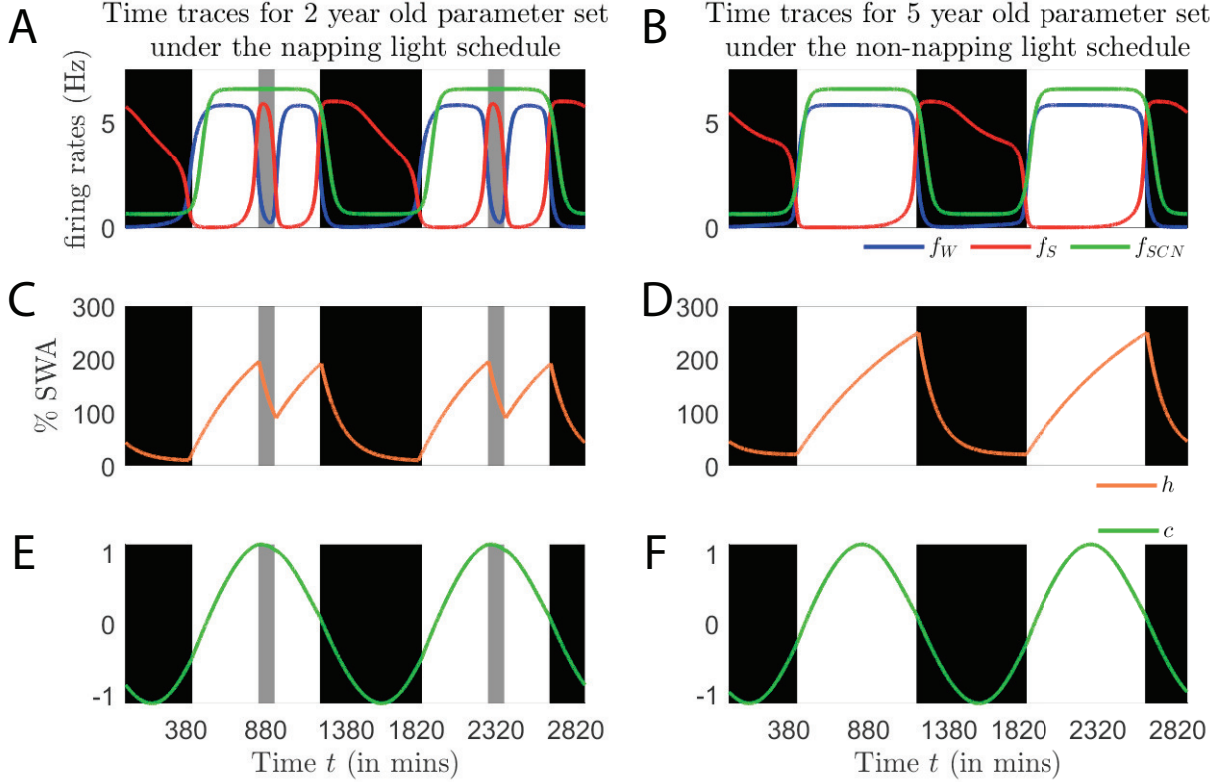 A
Time traces for 2 year old parameter set
under the napping light schedule
B
Time traces for 5 year old parameter set
under the non-napping light schedule
firing rates (Hz)
5
0
5
0
f_W f_S f_SCN
C
% SWA
300
200
100
0
D
300
200
100
0
h
E
1
0
-1
380 880 1380 1820 2320 2820
Time t (in mins)
F
c
1
0
-1
380 880 1380 1820 2320 2820
Time t (in mins)